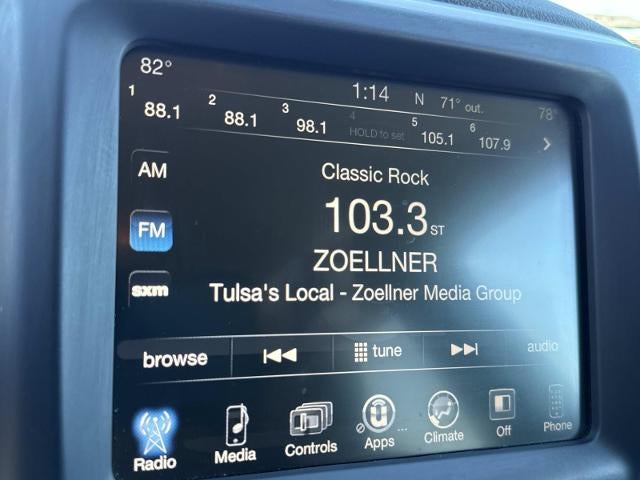 82° 1:14 N 71° out. 78°
1 88.1 2 88.1 3 98.1 4 HOLD to set 5 105.1 6 107.9 >
AM
Classic Rock
FM
103.3 ST
ZOELLNER
sxm
Tulsa's Local - Zoellner Media Group
browse tune audio
Radio Media Controls Apps ... Climate Off Phone